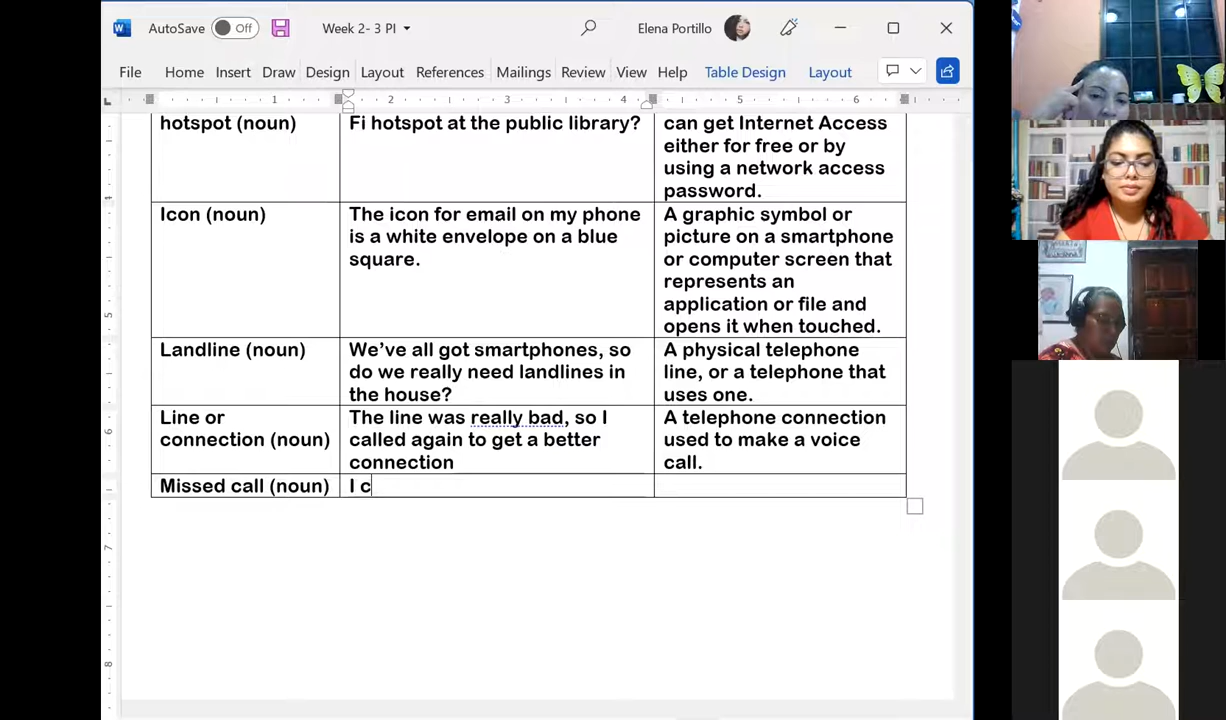 AutoSave Off Week 2- 3 PI Elena Portillo
File Home Insert Draw Design Layout References Mailings Review View Help Table Design Layout
1 2 3 4 5 6
hotspot (noun)
Fi hotspot at the public library?
can get Internet Access
either for free or by
using a network access
password.
Icon (noun)
The icon for email on my phone
is a white envelope on a blue
square.
A graphic symbol or
picture on a smartphone
or computer screen that
represents an
application or file and
opens it when touched.
Landline (noun)
We've all got smartphones, so
do we really need landlines in
the house?
A physical telephone
line, or a telephone that
uses one.
Line or
connection (noun)
The line was really bad, so I
called again to get a better
connection
A telephone connection
used to make a voice
call.
Missed call (noun)
I c